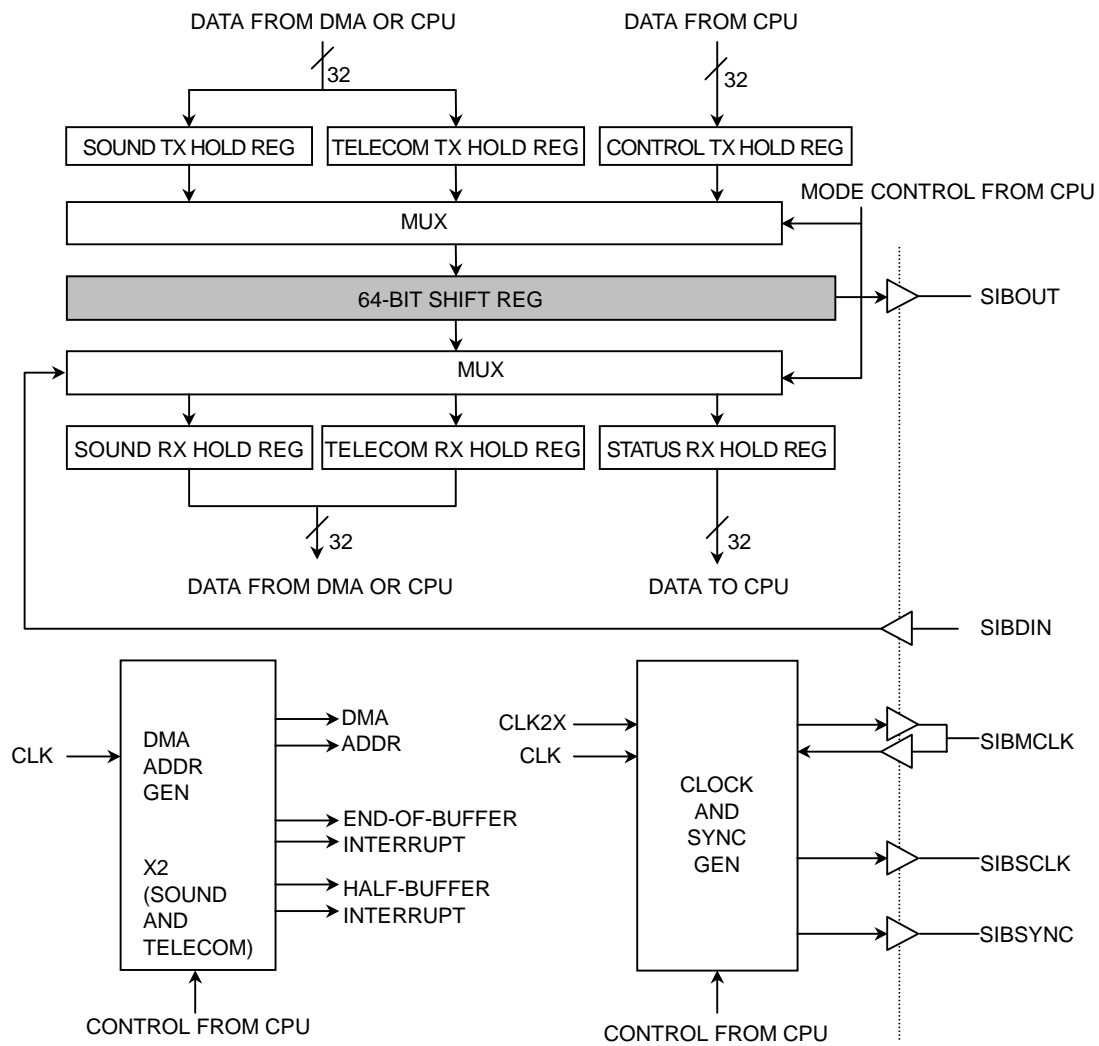 DATA FROM DMA OR CPU
DATA FROM CPU
32
32
SOUND TX HOLD REG
TELECOM TX HOLD REG
CONTROL TX HOLD REG
MODE CONTROL FROM CPU
MUX
64-BIT SHIFT REG
SIBOUT
MUX
SOUND RX HOLD REG
TELECOM RX HOLD REG
STATUS RX HOLD REG
32
32
DATA FROM DMA OR CPU
DATA TO CPU
SIBDIN
CLK
DMA
ADDR
GEN
X2
(SOUND
AND
TELECOM)
DMA
ADDR
END-OF-BUFFER
INTERRUPT
HALF-BUFFER
INTERRUPT
CONTROL FROM CPU
CLK2X
CLK
CLOCK
AND
SYNC
GEN
SIBMCLK
SIBSCLK
SIBSYNC
CONTROL FROM CPU